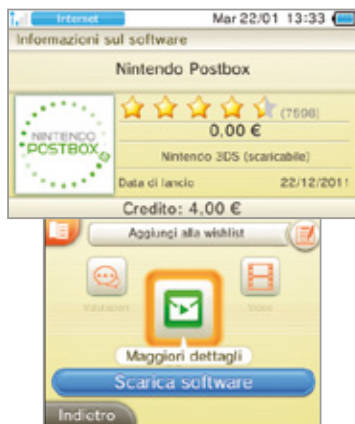 Internet Mar 22/01 13:33
Informazioni sul software
Nintendo Postbox
NINTENDO
POSTBOX
(7598)
0,00 €
Nintendo 3DS (scaricabile)
Data di lancio 22/12/2011
Credito: 4,00 €
Aggiungi alla wishlist
Valutazioni Video
Maggiori dettagli
Scarica software
Indietro